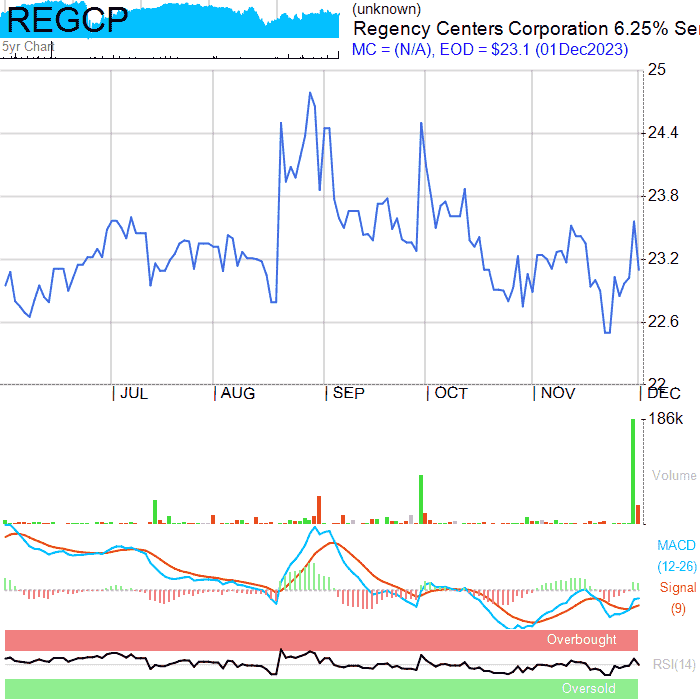 REGCP
(unknown)
Regency Centers Corporation 6.25% Ser
5yr Chart
MC = (N/A), EOD = $23.1 (01Dec2023)
25
24.4
23.8
23.2
22.6
22
JUL AUG SEP OCT NOV DEC
186k
Volume
MACD
(12-26)
Signal
(9)
Overbought
RSI(14)
Oversold